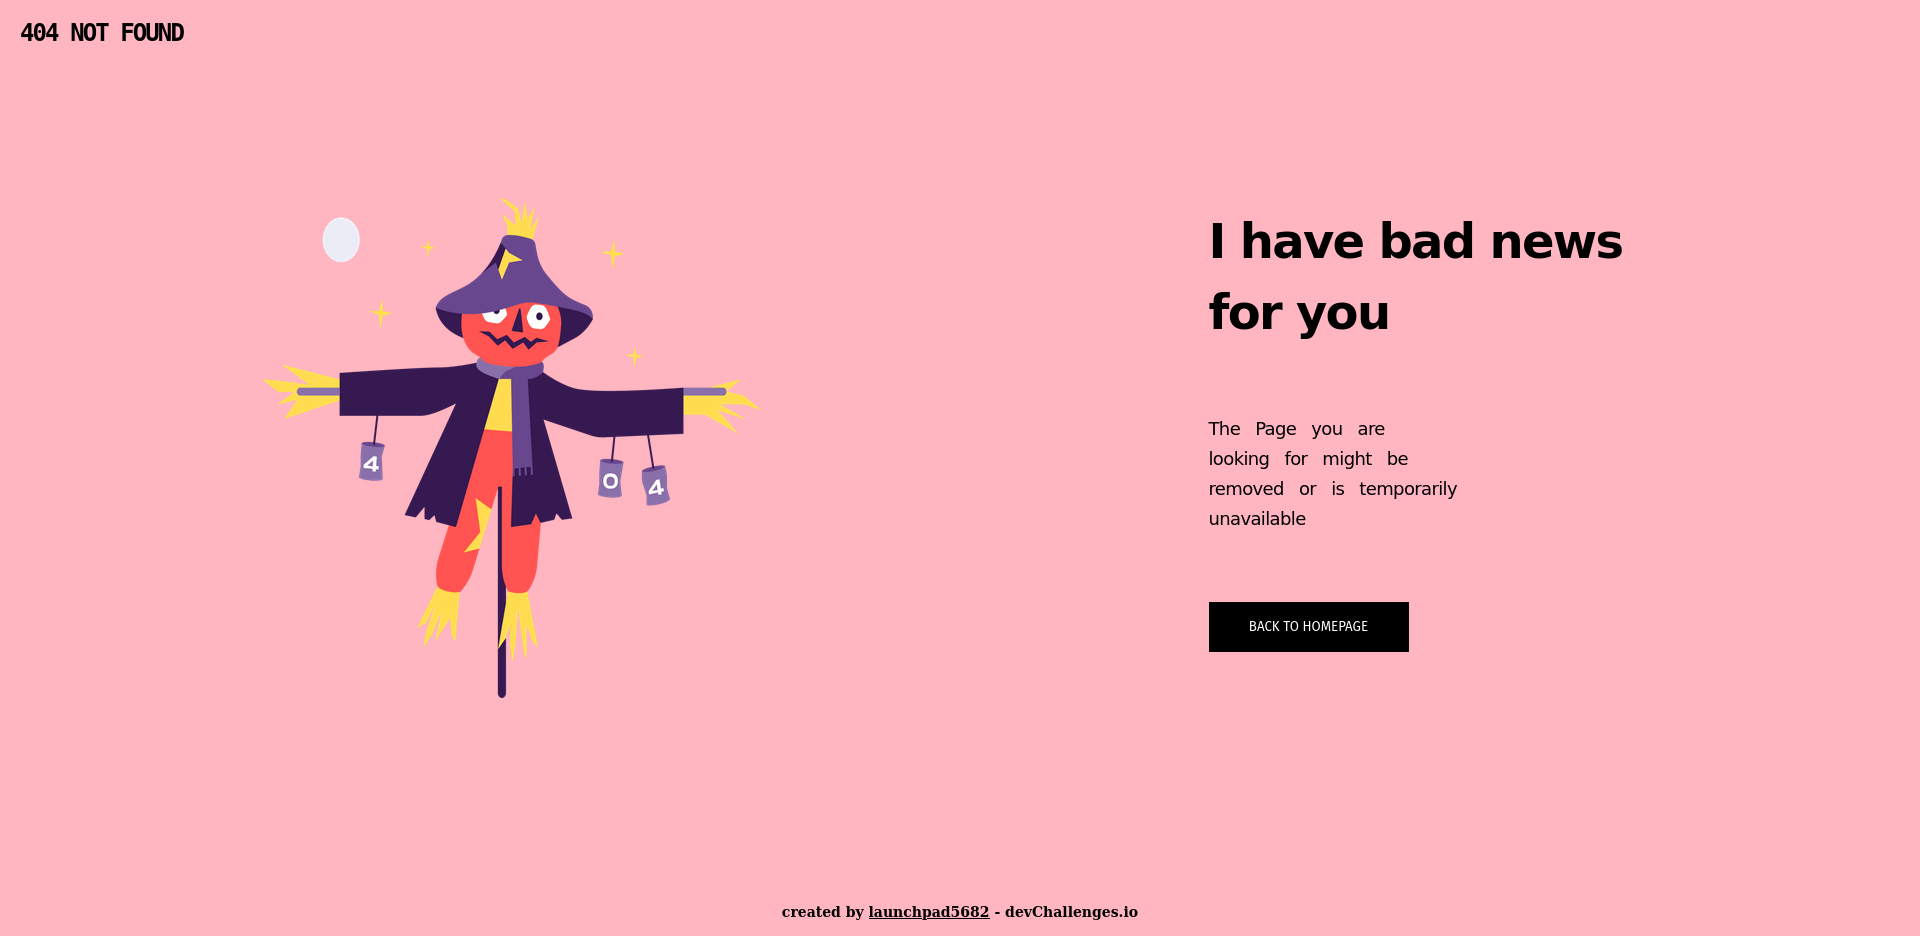 404 NOT FOUND
I have bad news
for you
4
0
4
The Page you are
looking for might be
removed or is temporarily
unavailable
BACK TO HOMEPAGE
created by launchpad5682 - devChallenges.io